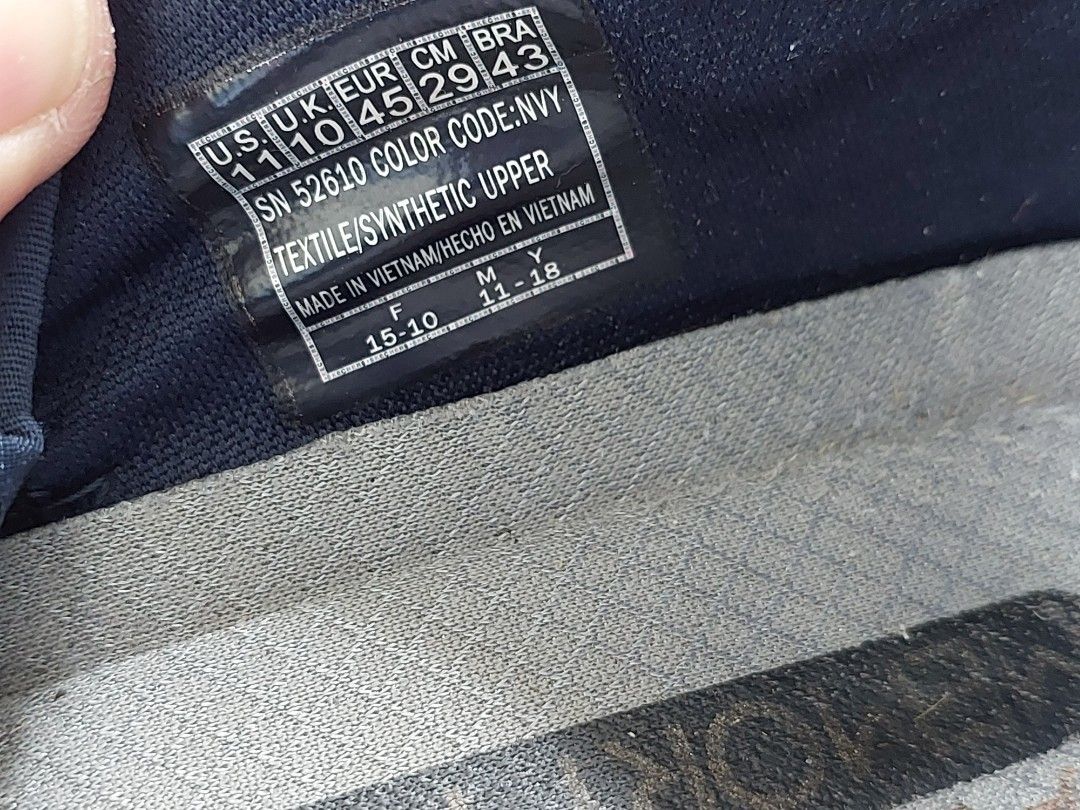 U.S. U.K. EUR CM BRA
11 10 45 29 43
SN 52610 COLOR CODE:NVY
TEXTILE/SYNTHETIC UPPER
MADE IN VIETNAM/HECHO EN VIETNAM
F M Y
15-10 11-18